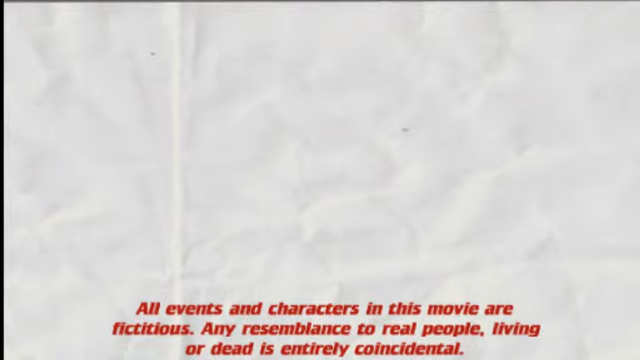 All events and characters in this movie are
fictitious. Any resemblance to real people, living
or dead is entirely coincidental.